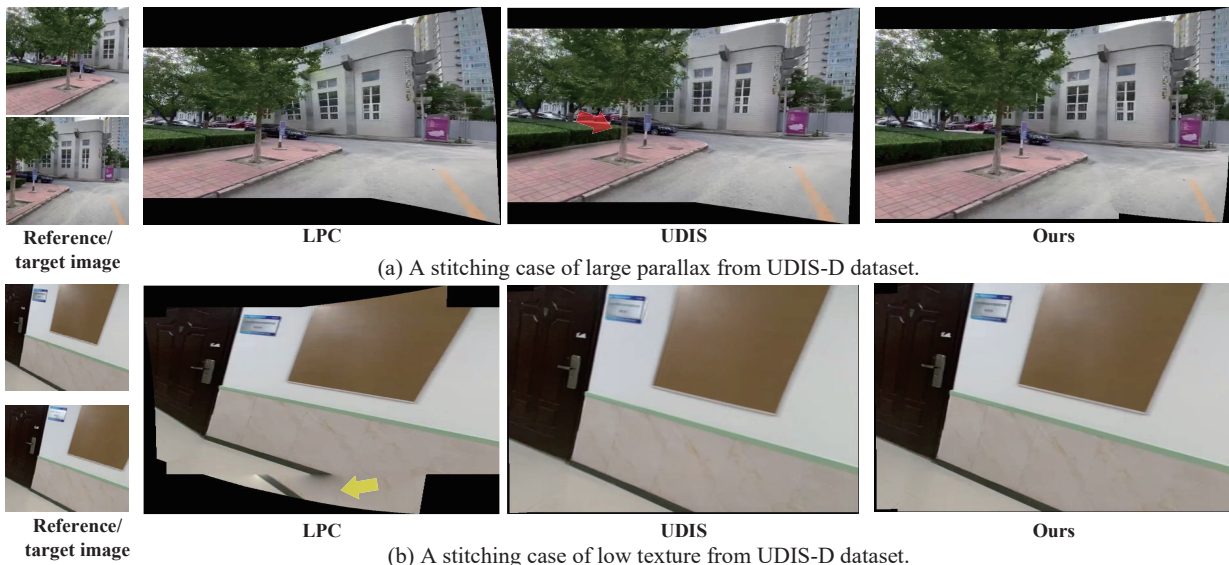 LPC
UDIS
Ours
Reference/
target image
(a) A stitching case of large parallax from UDIS-D dataset.
LPC
UDIS
Ours
Reference/
target image
(b) A stitching case of low texture from UDIS-D dataset.